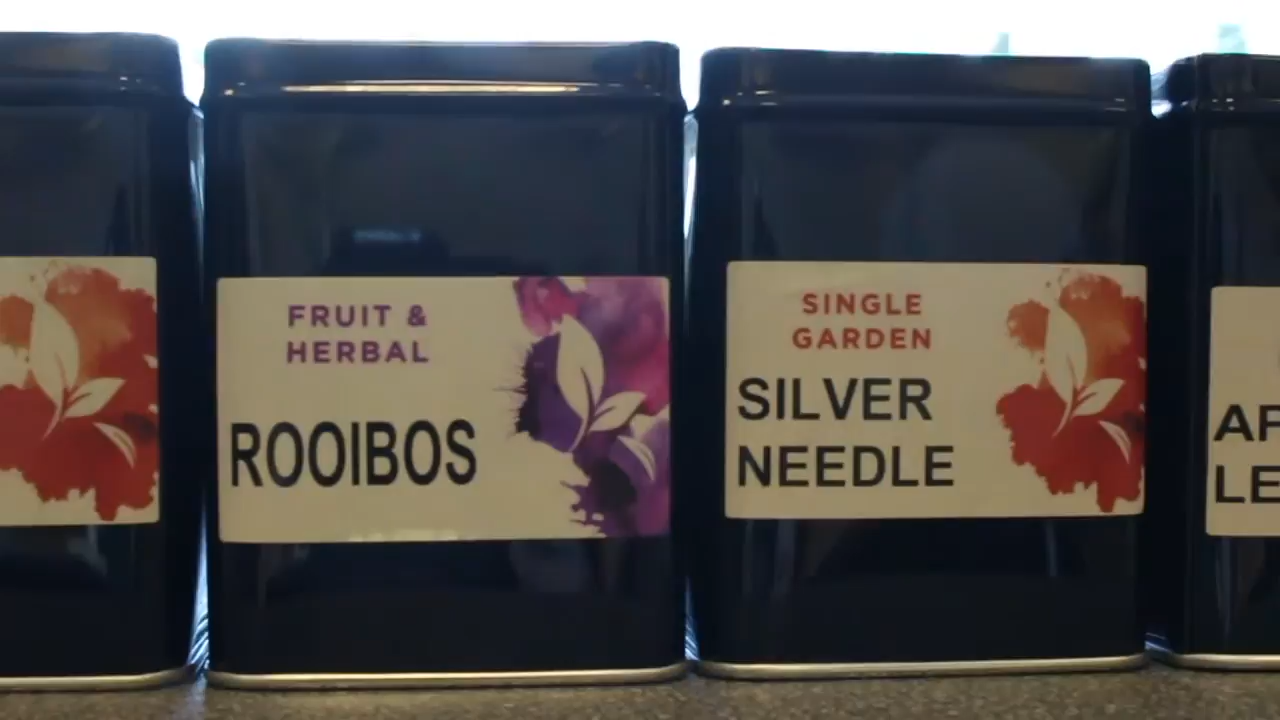 FRUIT &
HERBAL
ROOIBOS
SINGLE
GARDEN
SILVER
NEEDLE